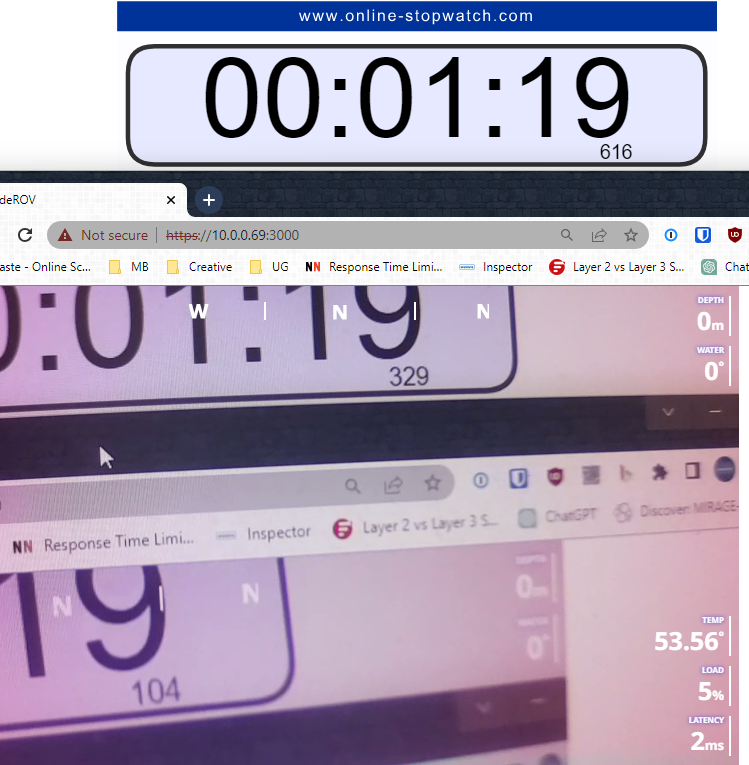 www.online-stopwatch.com
00:01:19
616
deROV
Not secure https://10.0.0.69:3000
aste - Online Sc... MB Creative UG NN Response Time Limi... Inspector Layer 2 vs Layer 3 S... Chat
0:01:19
W N N
329
DEPTH
0m
WATER
0°
NN Response Time Limi... Inspector Layer 2 vs Layer 3 S... ChatGPT Discover: MIRAGE-
19
N N
104
DEPTH
0m
WATER
0°
TEMP
53.56°
LOAD
5%
LATENCY
2ms